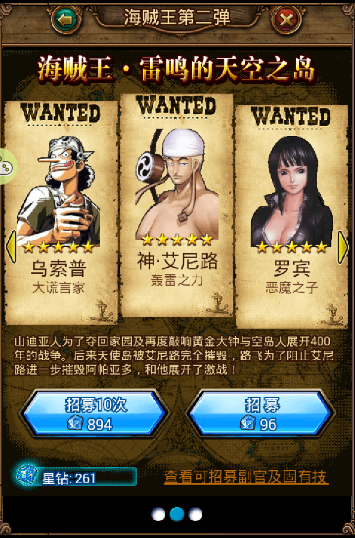 海贼王第二弹
海贼王·雷鸣的天空之岛
WANTED
WANTED
WANTED
乌索普
大谎言家
神·艾尼路
轰雷之力
罗宾
恶魔之子
山迪亚人为了夺回家园及再度敲响黄金大钟与空岛人展开400
年的战争。后来天使岛被艾尼路完全摧毁，路飞为了阻止艾尼
路进一步摧毁阿帕亚多，和他展开了激战！
招募10次
894
招募
96
星钻: 261
查看可招募副官及固有技